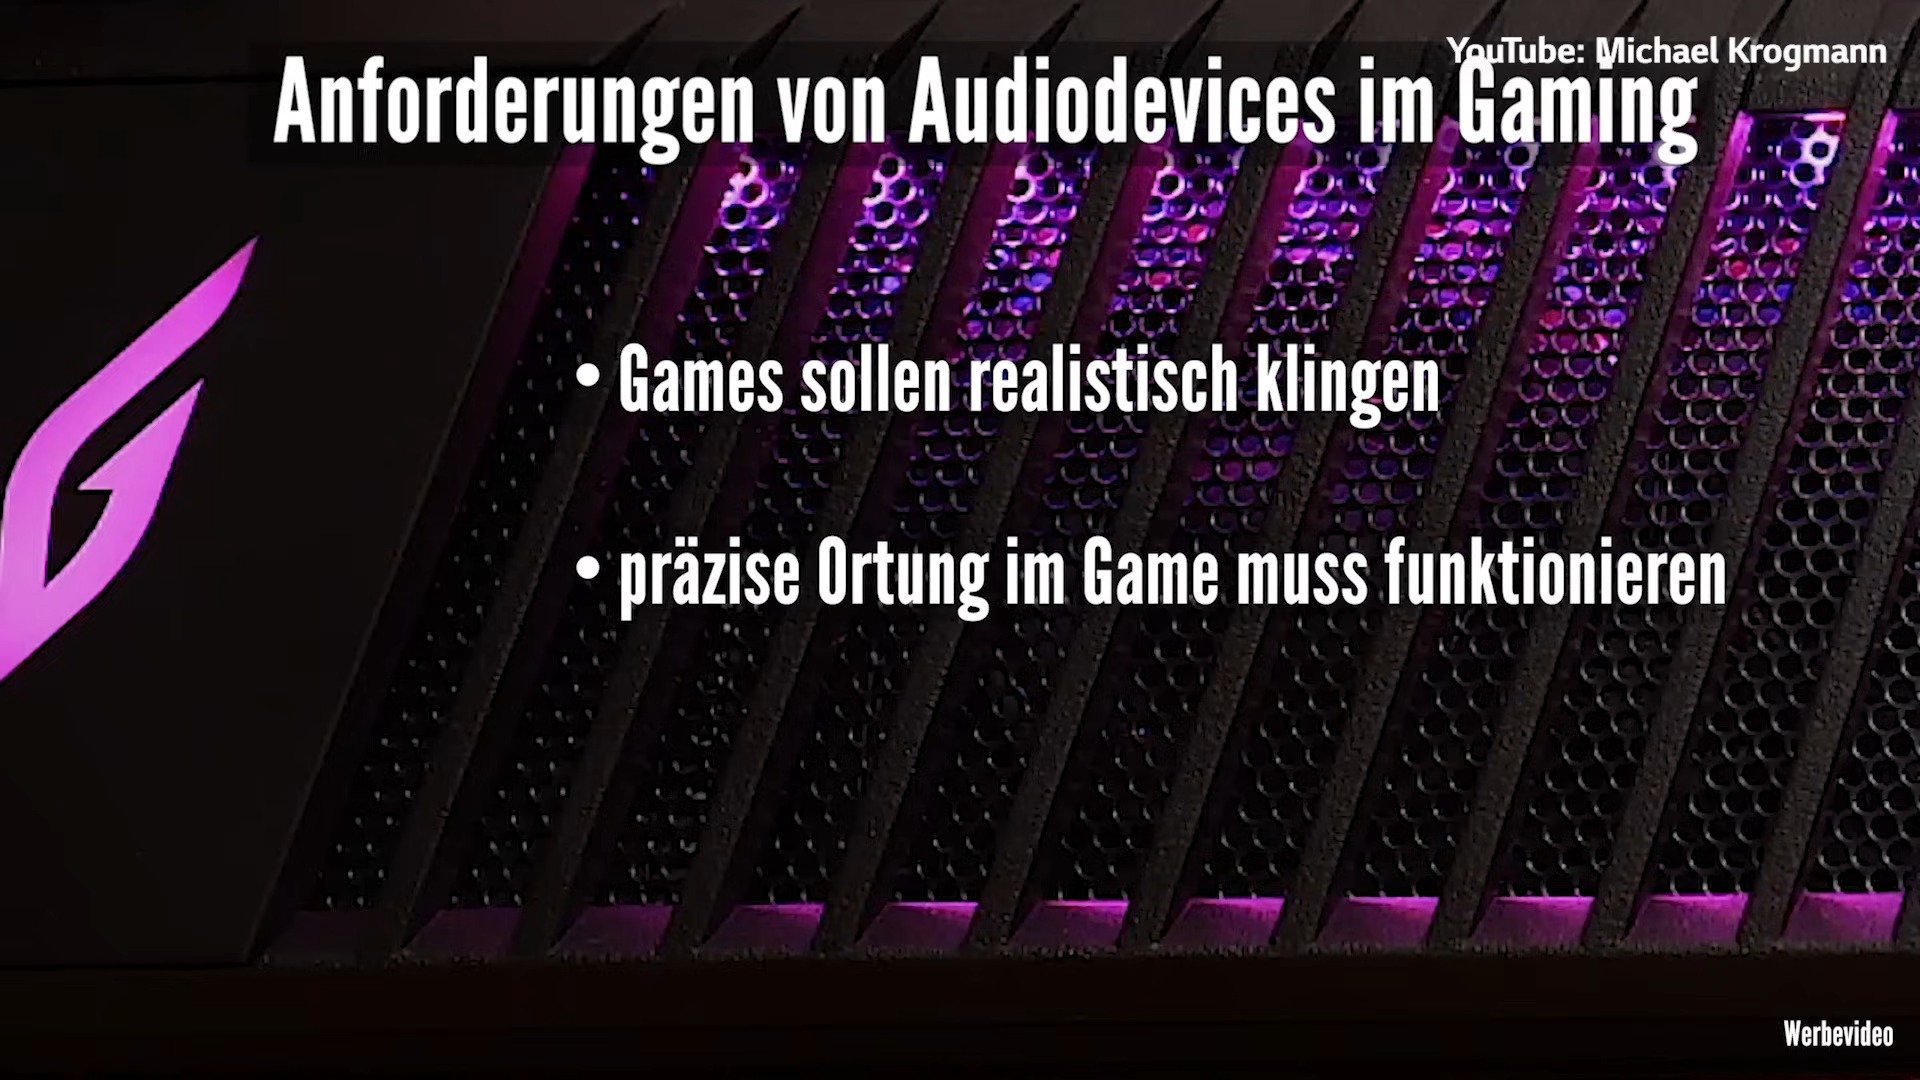 YouTube: Michael Krogmann
Anforderungen von Audiodevices im Gaming
• Games sollen realistisch klingen
• präzise Ortung im Game muss funktionieren
Werbevideo